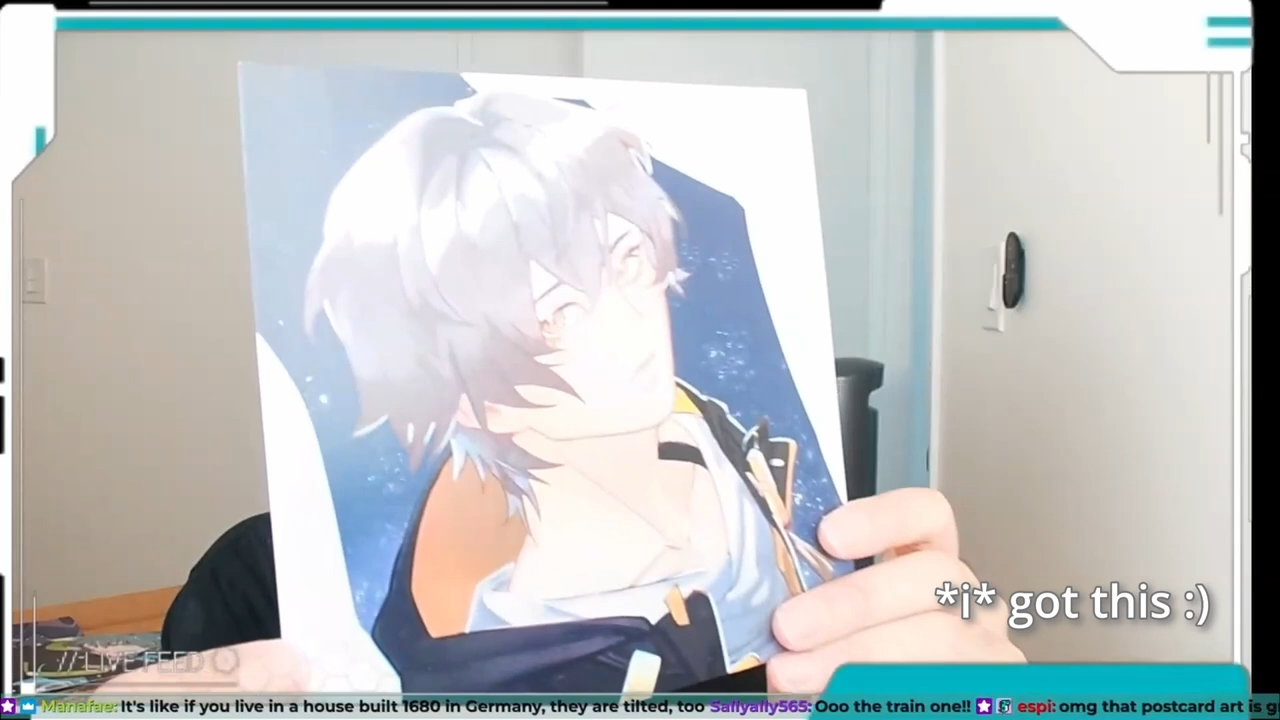 *i* got this :)
// LIVE FEED
Manafae: It's like if you live in a house built 1680 in Germany, they are tilted, too Sallyally565: Ooo the train one!! espi: omg that postcard art is g